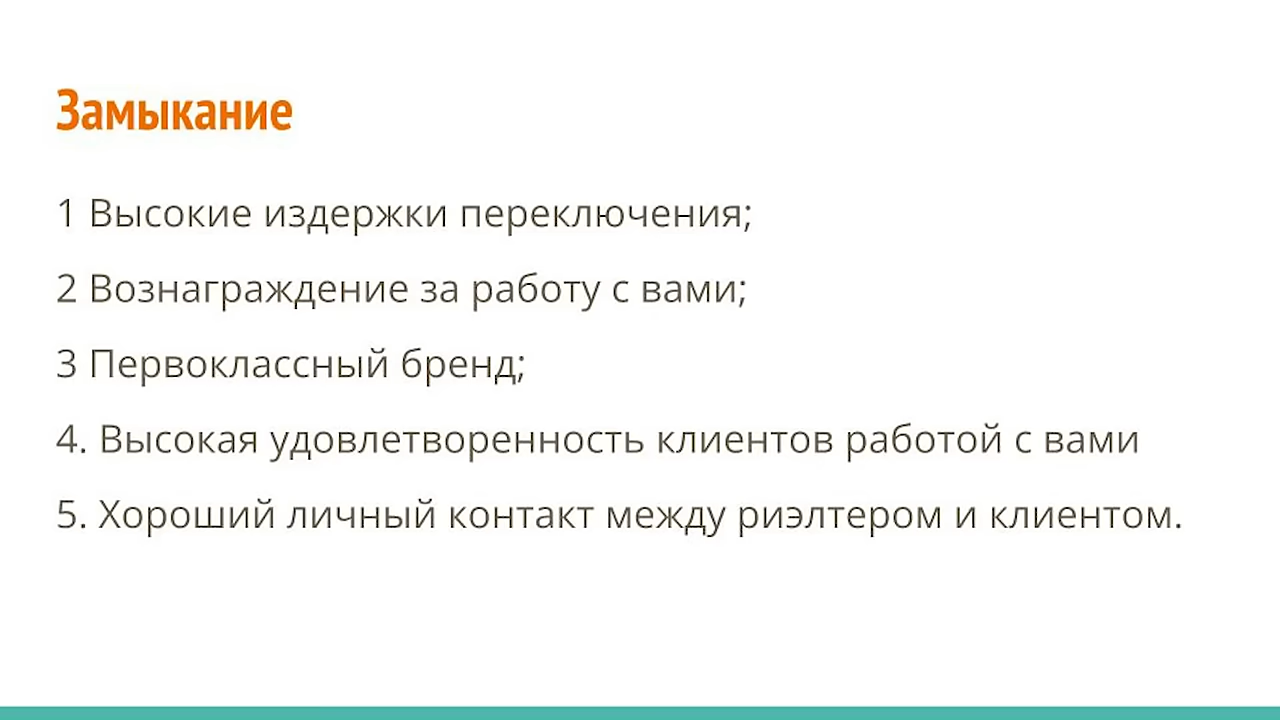 Замыкание
1 Высокие издержки переключения;
2 Вознаграждение за работу с вами;
3 Первоклассный бренд;
4. Высокая удовлетворенность клиентов работой с вами
5. Хороший личный контакт между риэлтером и клиентом.